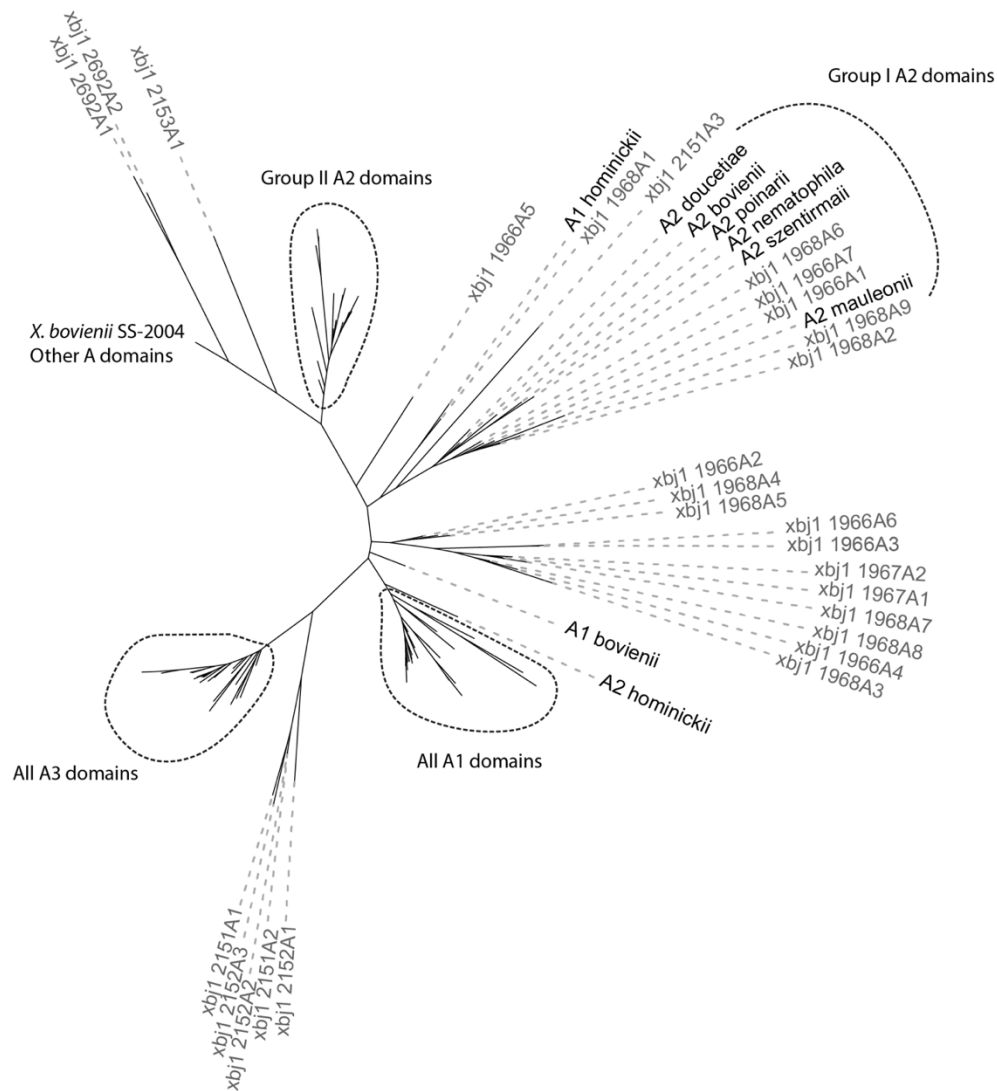 xbj1 2692A2
xbj1 2692A1
xbj1 2153A1
Group II A2 domains
X. bovienii SS-2004
Other A domains
Group I A2 domains
xbj1 1966A5
A1 hominickii
xbj1 1968A1
xbj1 2151A3
A2 doucetiae
A2 bovienii
A2 poinarii
A2 nematophila
A2 szentirmaii
xbj1 1968A6
xbj1 1966A7
xbj1 1966A1
A2 mauleonii
xbj1 1968A9
xbj1 1968A2
xbj1 1966A2
xbj1 1968A4
xbj1 1968A5
xbj1 1966A6
xbj1 1966A3
xbj1 1967A2
xbj1 1967A1
xbj1 1968A7
xbj1 1968A8
xbj1 1966A4
xbj1 1968A3
A1 bovienii
A2 hominickii
All A3 domains
All A1 domains
xbj1 2151A1
xbj1 2152A3
xbj1 2152A2
xbj1 2151A2
xbj1 2152A1